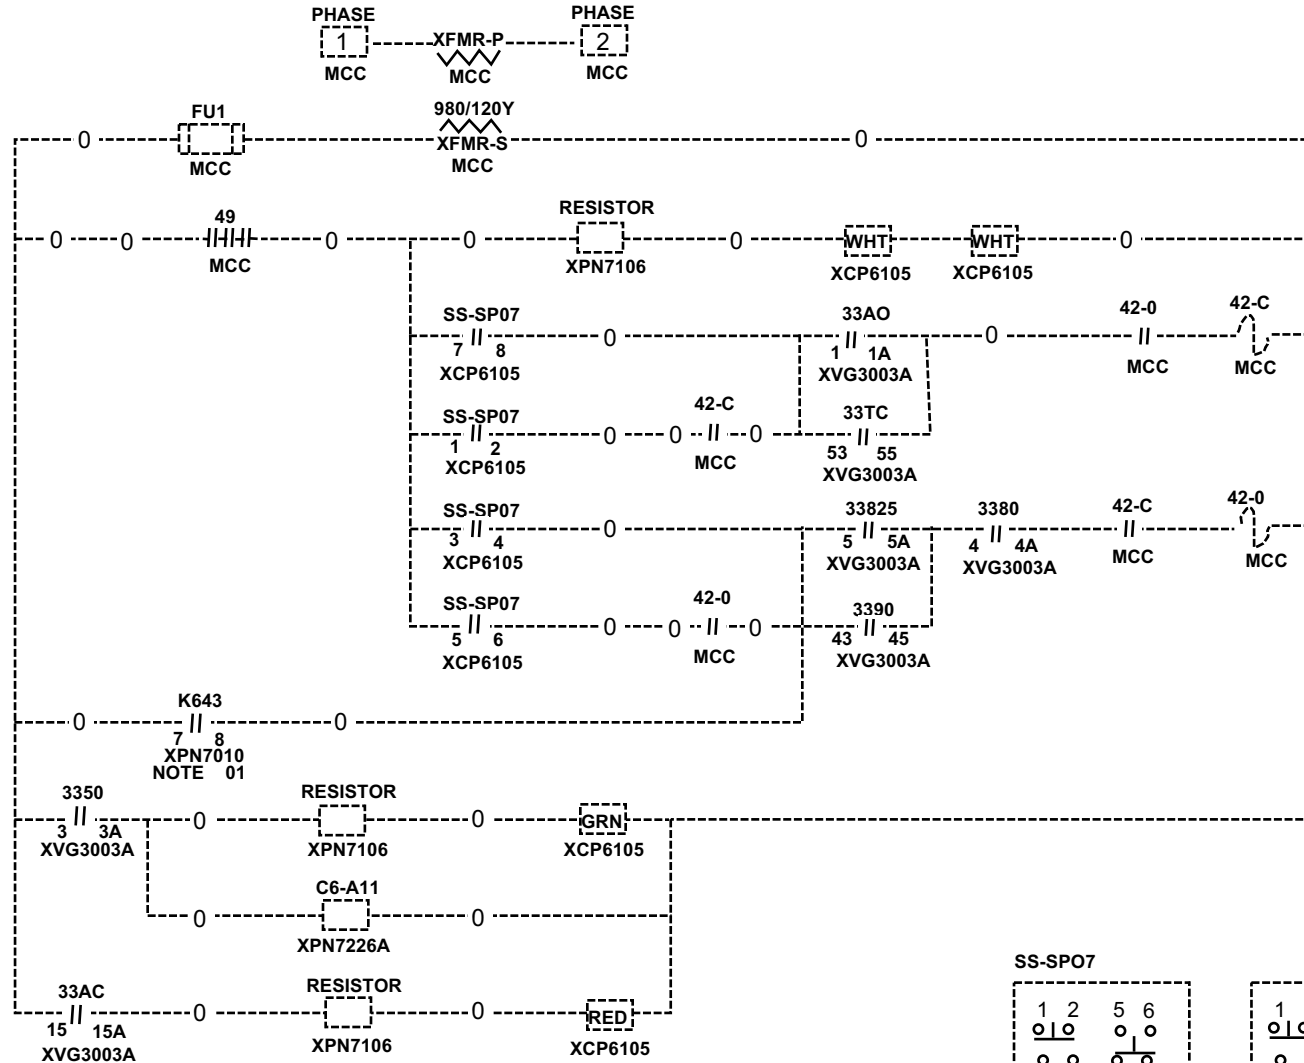 PHASE PHASE
1 XFMR-P 2
MCC MCC MCC
FU1 980/120Y
0 XFMR-S 0
MCC MCC
49 RESISTOR
0 0 0 0 0 WHT WHT 0
MCC XPN7106 XCP6105 XCP6105
SS-SP07 33AO 42-0 42-C
0 0
7 8 1 1A
XCP6105 XVG3003A MCC MCC
SS-SP07 42-C 33TC
0 0 0
1 2 53 55
XCP6105 MCC XVG3003A
SS-SP07 33825 3380 42-C 42-0
0
3 4 5 5A 4 4A
XCP6105 XVG3003A XVG3003A MCC MCC
SS-SP07 42-0 3390
0 0 0
5 6 43 45
XCP6105 MCC XVG3003A
K643
0 0
7 8
XPN7010
NOTE 01
3350 RESISTOR
0 0 GRN
3 3A
XVG3003A XPN7106 XCP6105
C6-A11
0 0
XPN7226A
33AC RESISTOR
0 0 RED
15 15A
XVG3003A XPN7106 XCP6105
SS-SPO7
1 2 5 6 1